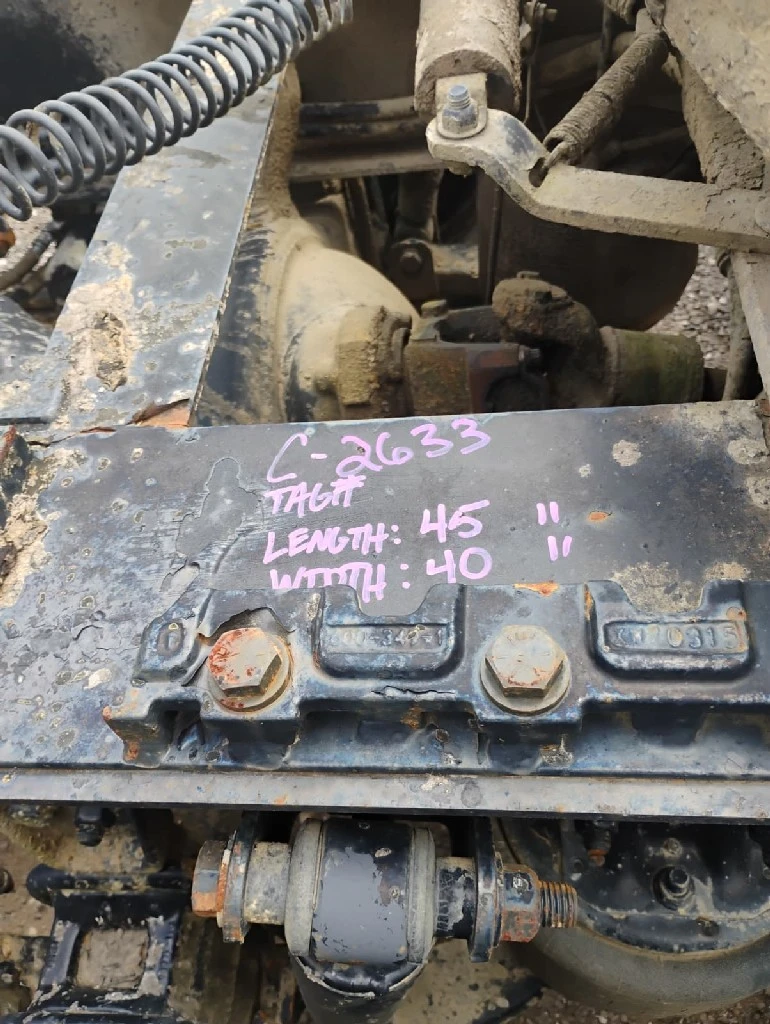 C-2633
TAG#
LENGTH: 45 "
WIDTH: 40 "